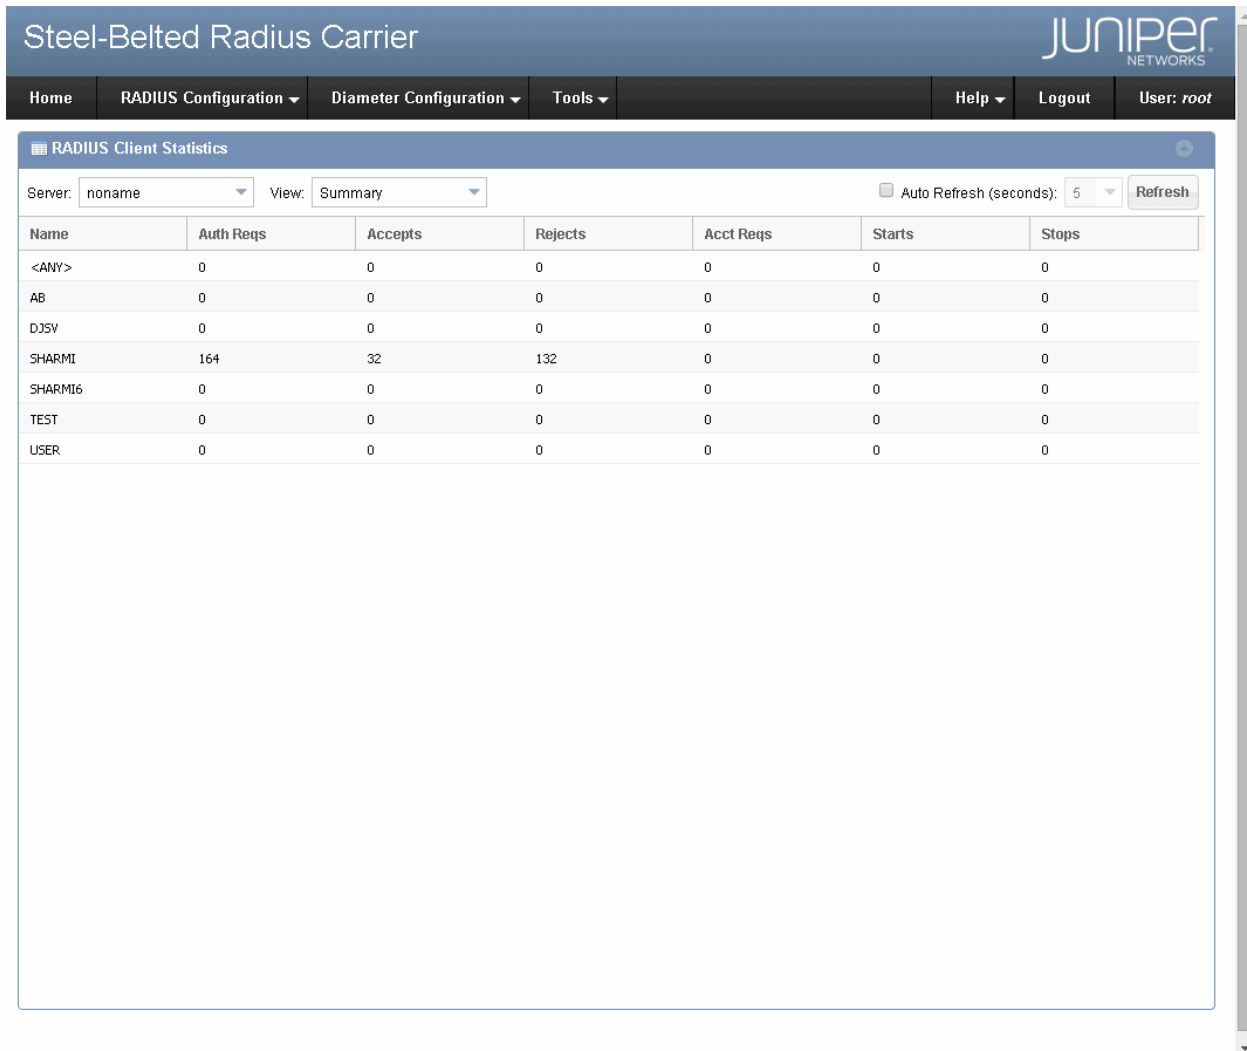 Steel-Belted Radius Carrier
JUNIPER NETWORKS
Home RADIUS Configuration Diameter Configuration Tools Help Logout User: root
RADIUS Client Statistics
Server: noname View: Summary Auto Refresh (seconds): 5 Refresh
Name Auth Reqs Accepts Rejects Acct Reqs Starts Stops
<ANY> 0 0 0 0 0 0
AB 0 0 0 0 0 0
DJSV 0 0 0 0 0 0
SHARMI 164 32 132 0 0 0
SHARMI6 0 0 0 0 0 0
TEST 0 0 0 0 0 0
USER 0 0 0 0 0 0